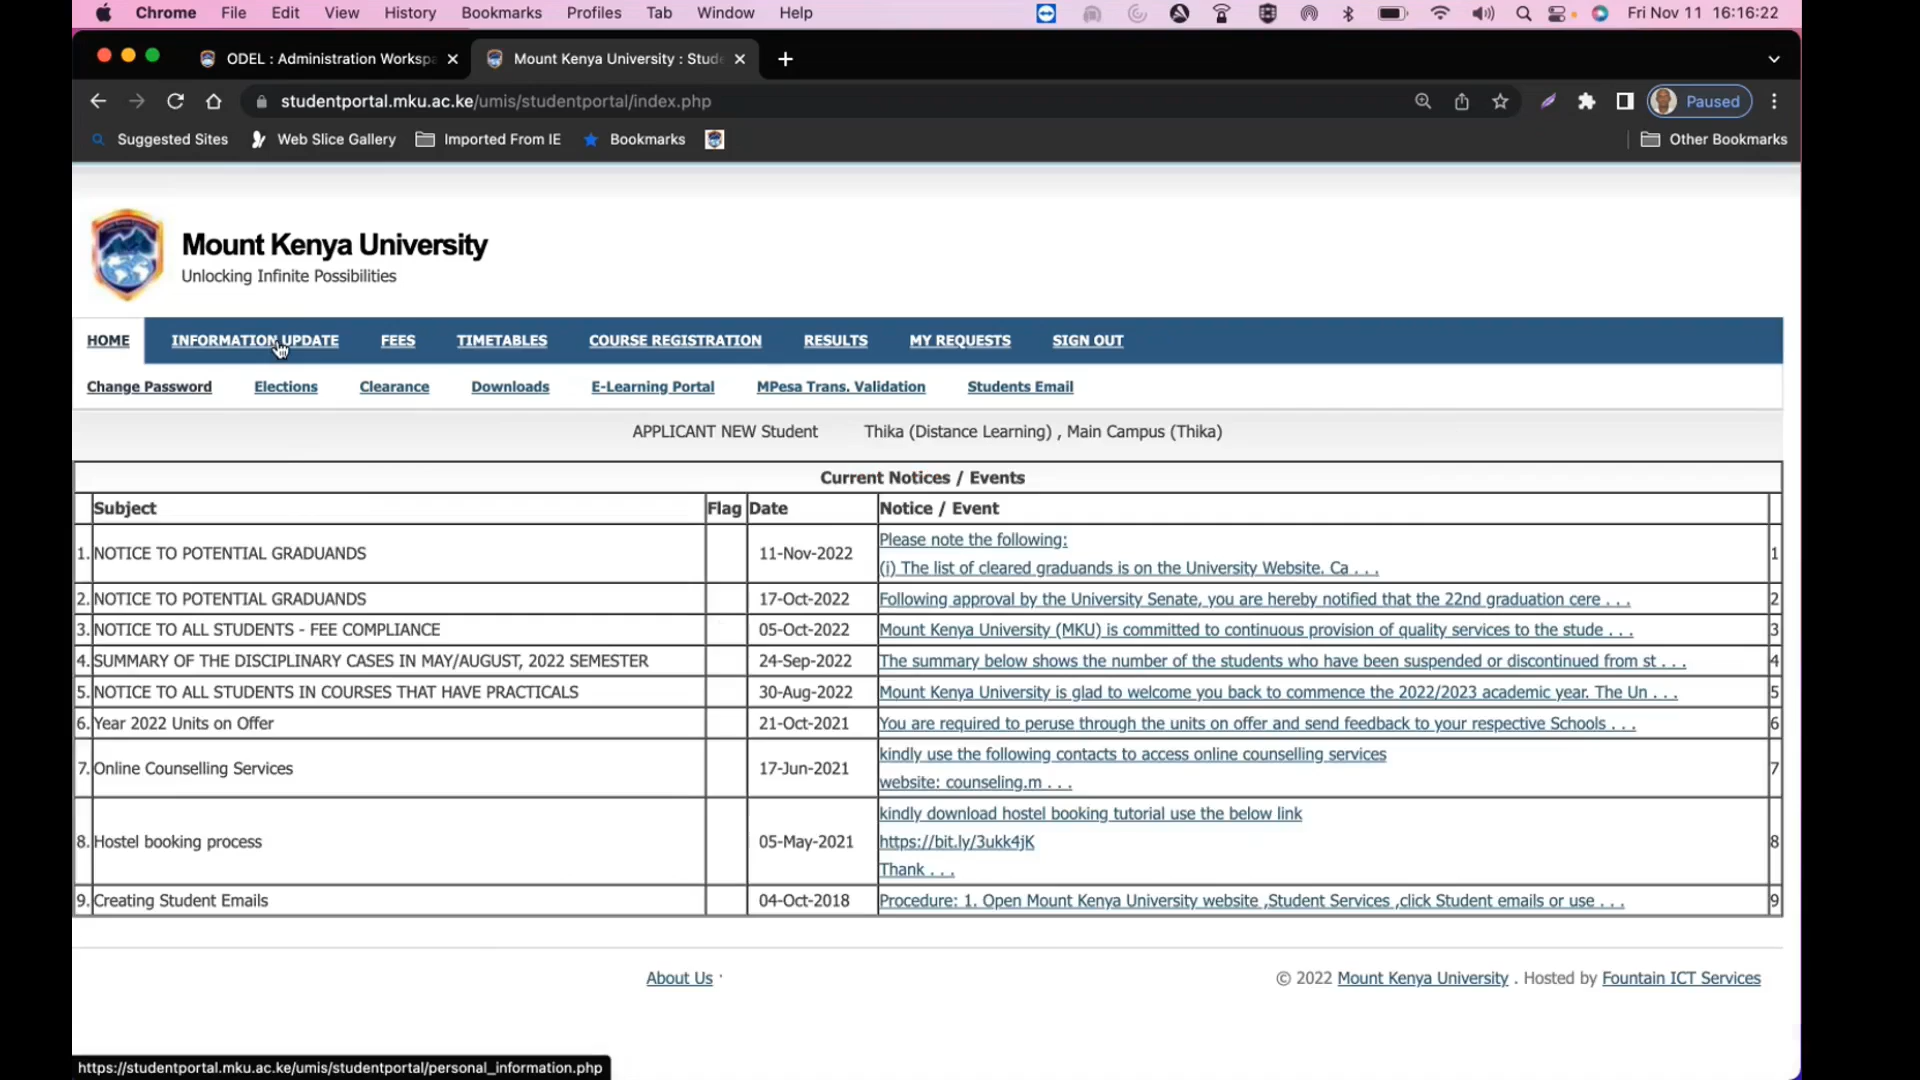 Chrome File Edit View History Bookmarks Profiles Tab Window Help Fri Nov 11 16:16:22
ODEL : Administration Workspa Mount Kenya University : Stude
studentportal.mku.ac.ke/umis/studentportal/index.php Paused
Suggested Sites Web Slice Gallery Imported From IE Bookmarks Other Bookmarks
Mount Kenya University
Unlocking Infinite Possibilities
HOME INFORMATION UPDATE FEES TIMETABLES COURSE REGISTRATION RESULTS MY REQUESTS SIGN OUT
Change Password Elections Clearance Downloads E-Learning Portal MPesa Trans. Validation Students Email
APPLICANT NEW Student Thika (Distance Learning) , Main Campus (Thika)
Current Notices / Events
Subject Flag Date Notice / Event
1. NOTICE TO POTENTIAL GRADUANDS 11-Nov-2022 Please note the following:
(i) The list of cleared graduands is on the University Website. Ca . . . 1
2. NOTICE TO POTENTIAL GRADUANDS 17-Oct-2022 Following approval by the University Senate, you are hereby notified that the 22nd graduation cere . . . 2
3. NOTICE TO ALL STUDENTS - FEE COMPLIANCE 05-Oct-2022 Mount Kenya University (MKU) is committed to continuous provision of quality services to the stude . . . 3
4. SUMMARY OF THE DISCIPLINARY CASES IN MAY/AUGUST, 2022 SEMESTER 24-Sep-2022 The summary below shows the number of the students who have been suspended or discontinued from st . . . 4
5. NOTICE TO ALL STUDENTS IN COURSES THAT HAVE PRACTICALS 30-Aug-2022 Mount Kenya University is glad to welcome you back to commence the 2022/2023 academic year. The Un . . . 5
6. Year 2022 Units on Offer 21-Oct-2021 You are required to peruse through the units on offer and send feedback to your respective Schools . . . 6
7. Online Counselling Services 17-Jun-2021 kindly use the following contacts to access online counselling services
website: counseling.m . . . 7
8. Hostel booking process 05-May-2021 kindly download hostel booking tutorial use the below link
https://bit.ly/3ukk4jK
Thank . . . 8
9. Creating Student Emails 04-Oct-2018 Procedure: 1. Open Mount Kenya University website ,Student Services ,click Student emails or use . . . 9
About Us · © 2022 Mount Kenya University . Hosted by Fountain ICT Services
https://studentportal.mku.ac.ke/umis/studentportal/personal_information.php